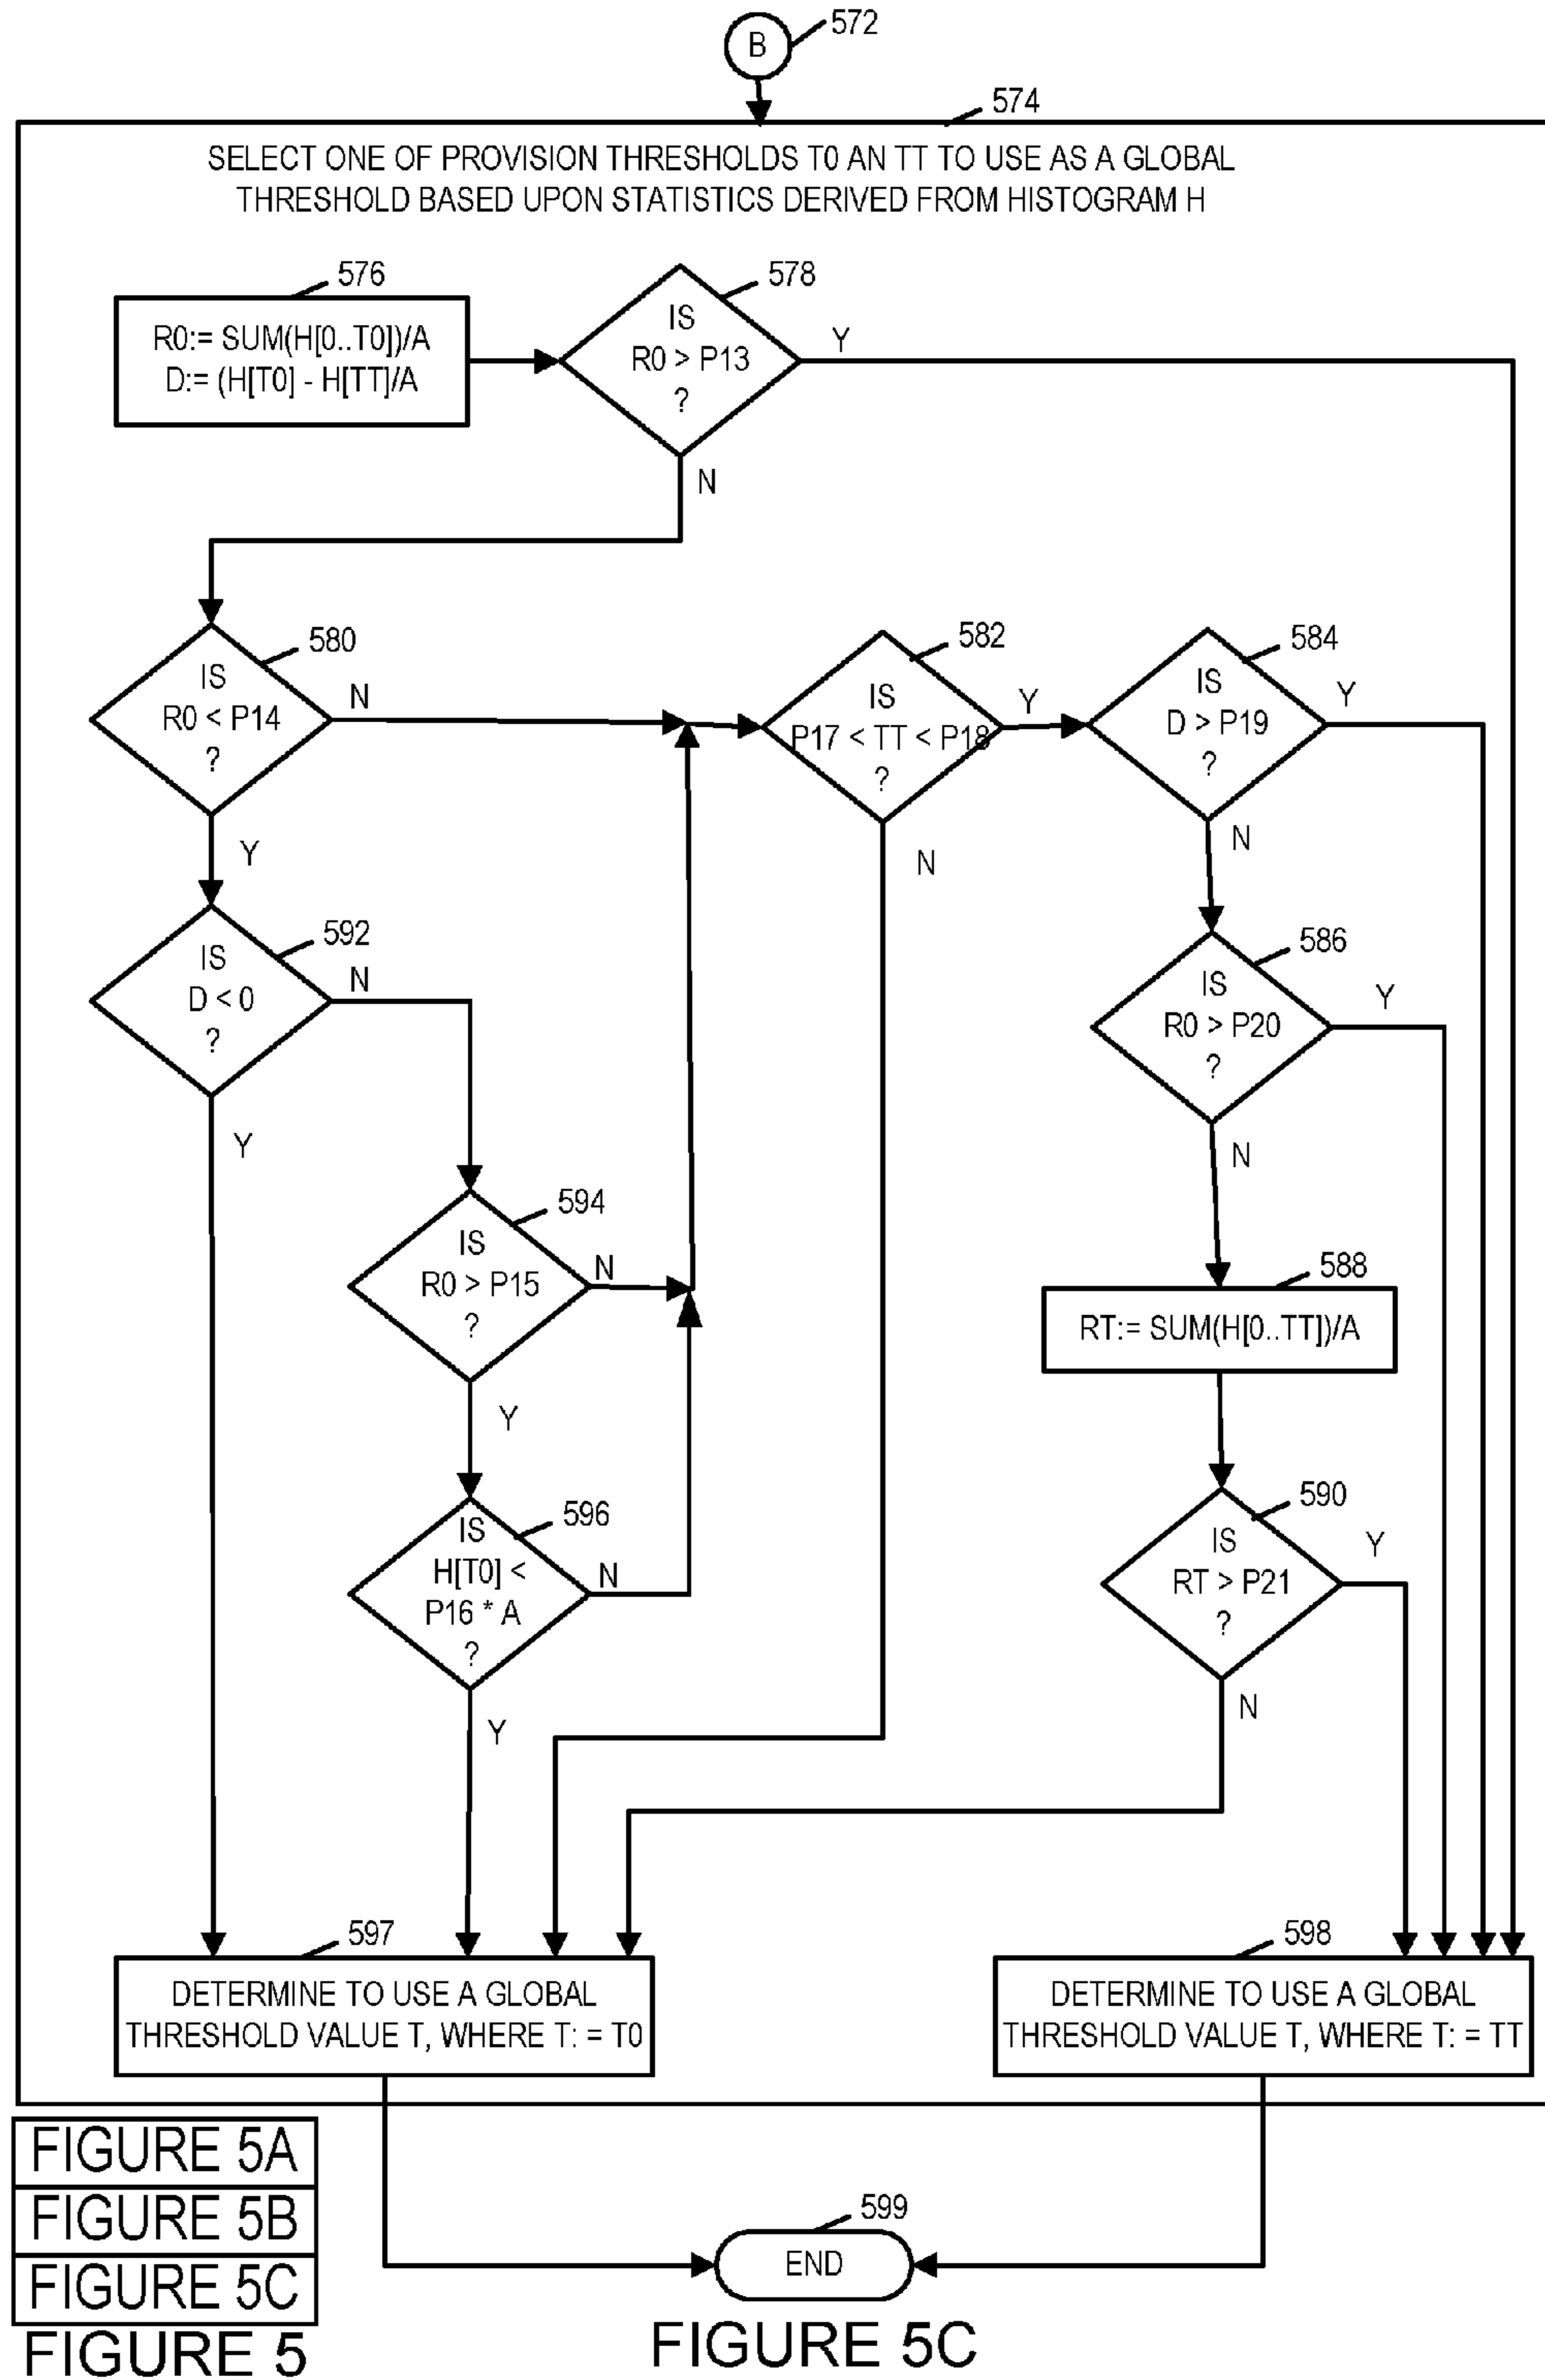 B
572
574
SELECT ONE OF PROVISION THRESHOLDS T0 AN TT TO USE AS A GLOBAL
THRESHOLD BASED UPON STATISTICS DERIVED FROM HISTOGRAM H
576
R0:= SUM(H[0..T0])/A
D:= (H[T0] - H[TT]/A
578
IS
R0 > P13
?
Y
N
580
IS
R0 < P14
?
N
Y
582
IS
P17 < TT < P18
?
Y
N
584
IS
D > P19
?
Y
N
592
IS
D < 0
?
N
Y
586
IS
R0 > P20
?
Y
N
594
IS
R0 > P15
?
N
Y
588
RT:= SUM(H[0..TT])/A
596
IS
H[T0] <
P16 * A
?
N
Y
590
IS
RT > P21
?
Y
N
597
DETERMINE TO USE A GLOBAL
THRESHOLD VALUE T, WHERE T: = T0
598
DETERMINE TO USE A GLOBAL
THRESHOLD VALUE T, WHERE T: = TT
599
END
FIGURE 5A
FIGURE 5B
FIGURE 5C
FIGURE 5
FIGURE 5C